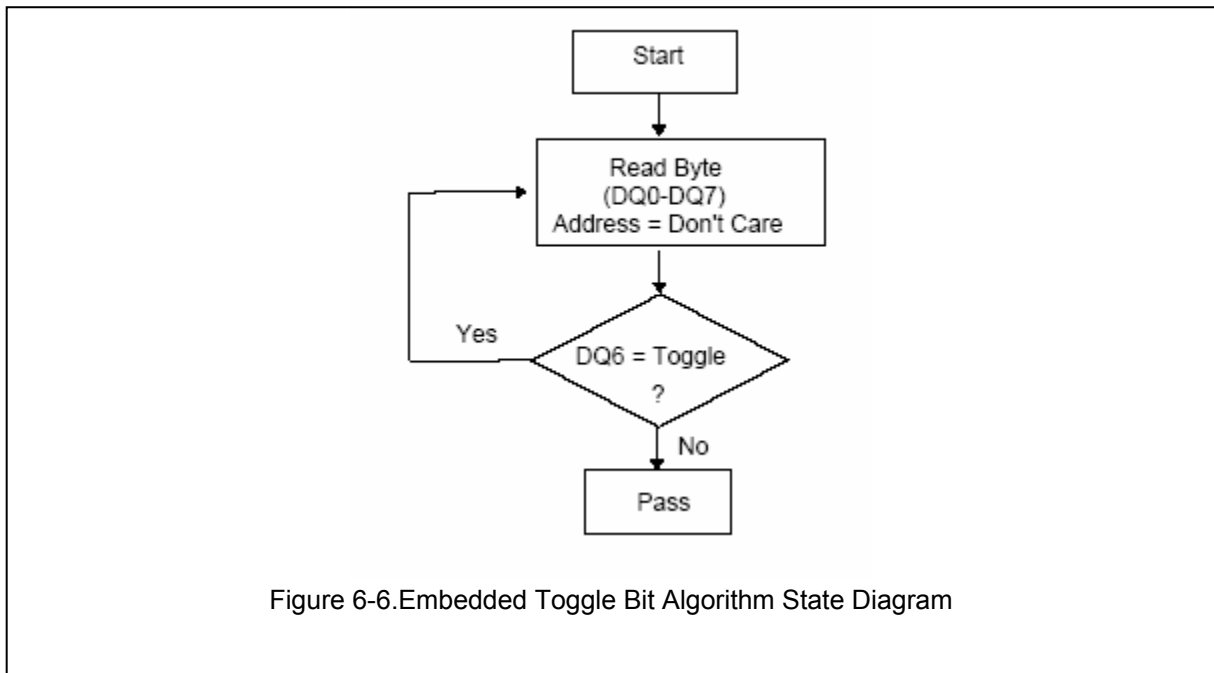 Start
Read Byte
(DQ0-DQ7)
Address = Don't Care
Yes
DQ6 = Toggle
?
No
Pass
Figure 6-6.Embedded Toggle Bit Algorithm State Diagram